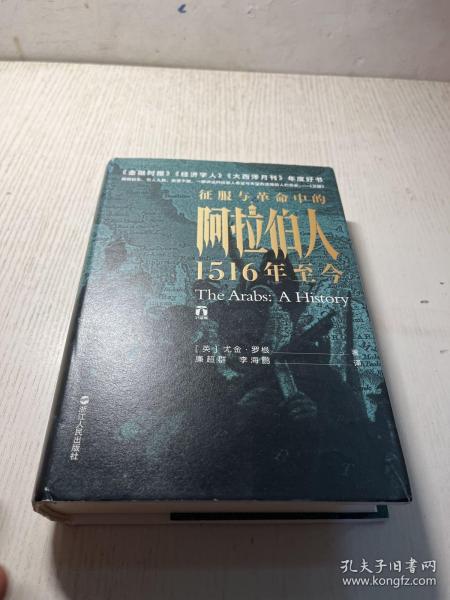 《金融时报》《经济学人》《大西洋月刊》年度好书
征服与革命中的
阿拉伯人
1516年至今
The Arabs: A History
[英]尤金·罗根 著
廉超群 李海鹏 译
浙江人民出版社
孔夫子旧书网
www.kongfz.com